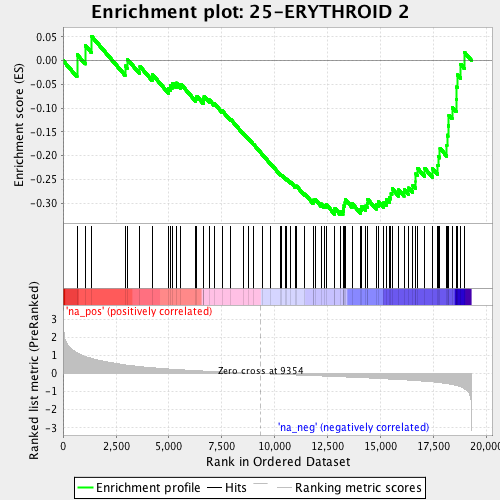 Enrichment plot: 25-ERYTHROID 2
Enrichment score (ES)
0.05
0.00
-0.05
-0.10
-0.15
-0.20
-0.25
-0.30
'na_pos' (positively correlated)
Ranked list metric (PreRanked)
3
2
1
0
-1
-2
-3
Zero cross at 9354
'na_neg' (negatively correlated)
0
2,500
5,000
7,500
10,000
12,500
15,000
17,500
20,000
Rank in Ordered Dataset
Enrichment profile
Hits
Ranking metric scores